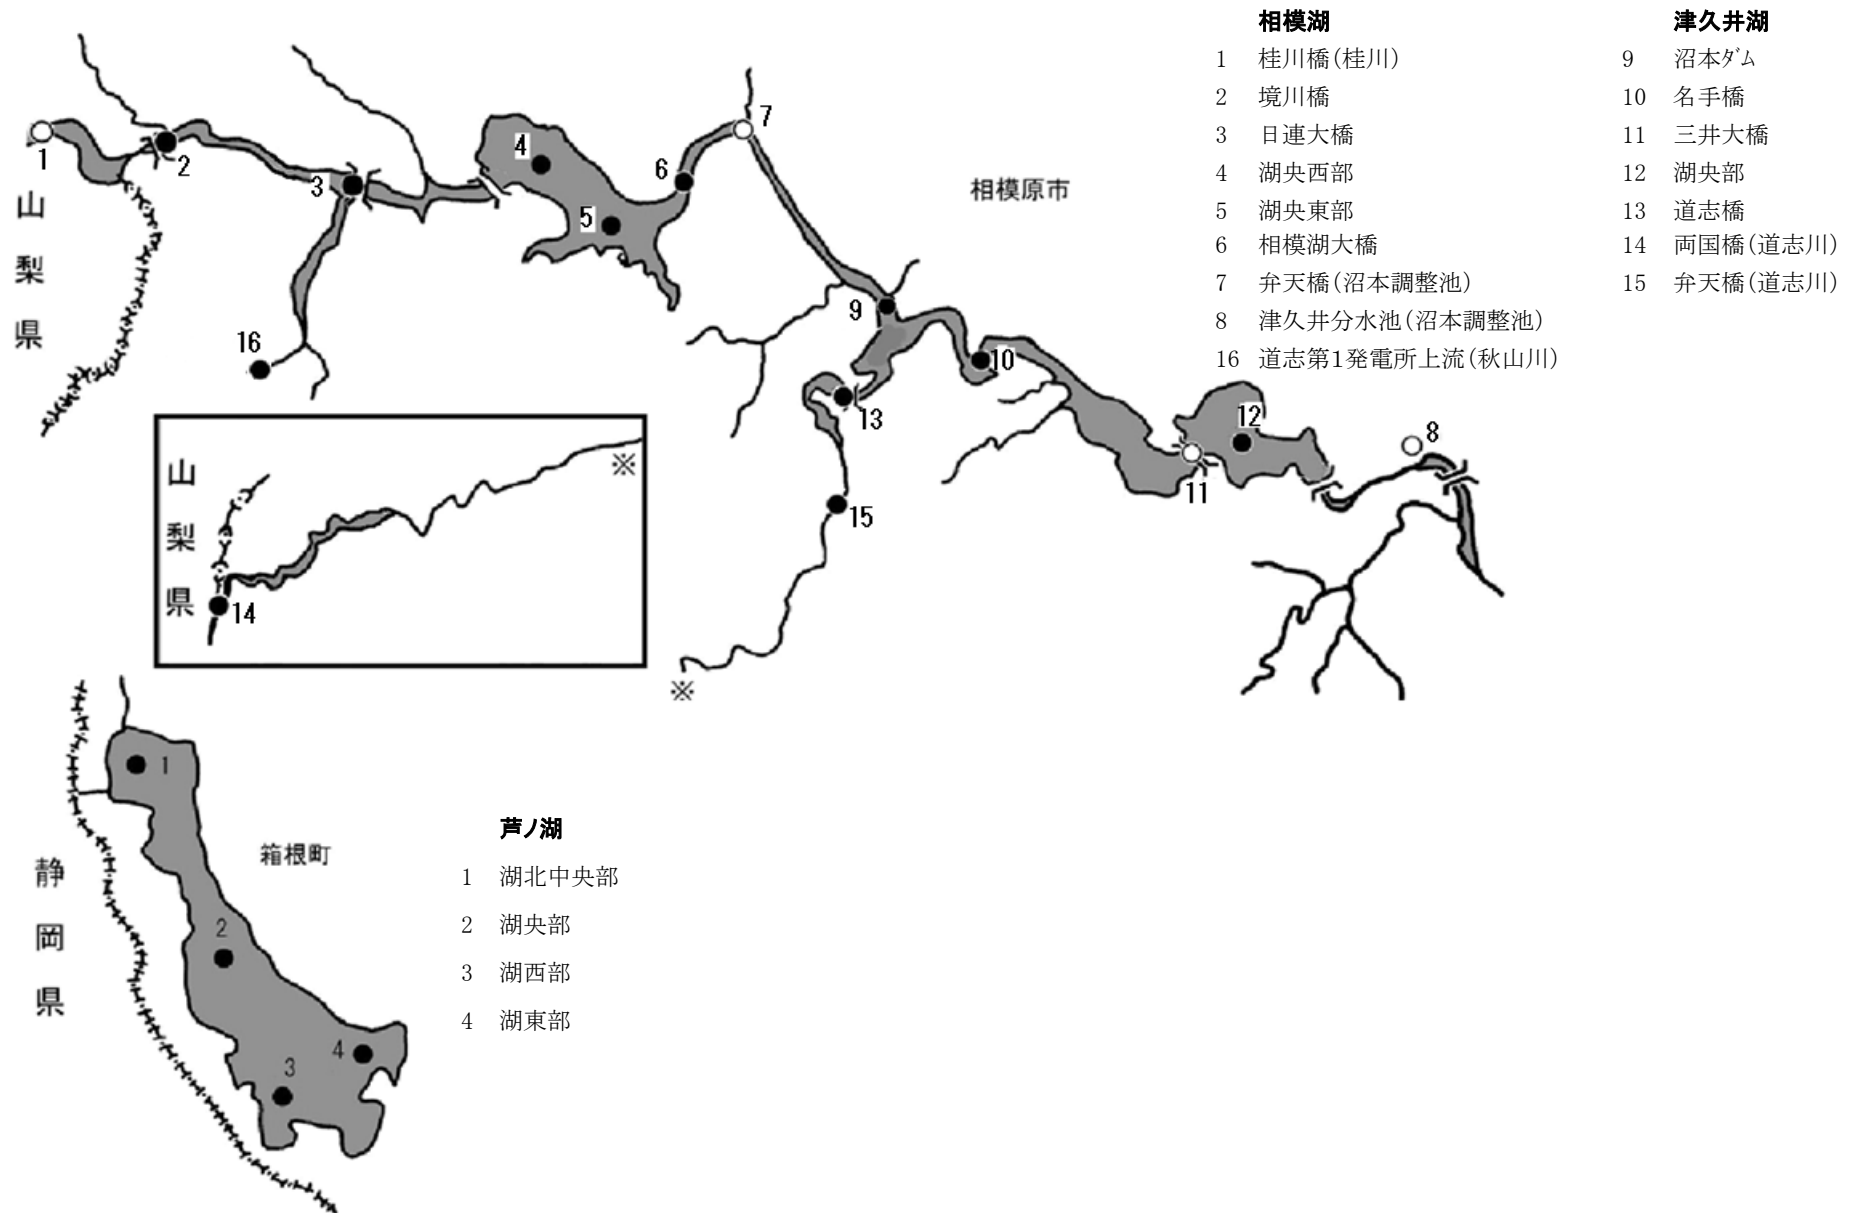 相模湖
1 桂川橋(桂川)
2 境川橋
3 日連大橋
4 湖央西部
5 湖央東部
6 相模湖大橋
7 弁天橋(沼本調整池)
8 津久井分水池(沼本調整池)
16 道志第1発電所上流(秋山川)
津久井湖
9 沼本ﾀﾞﾑ
10 名手橋
11 三井大橋
12 湖央部
13 道志橋
14 両国橋(道志川)
15 弁天橋(道志川)
1
2
3
4
5
6
7
相模原市
山梨県
16
9
10
13
12
11
8
15
※
山梨県
※
14
1
2
3
4
静岡県
箱根町
芦ノ湖
1 湖北中央部
2 湖央部
3 湖西部
4 湖東部